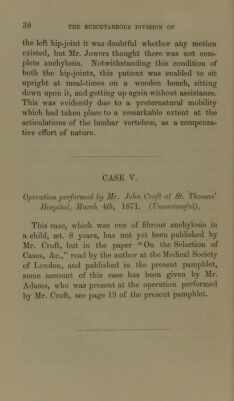 38 THE SUBCUTANEOUS DIVISION OF
the left hip-joint it was doubtful whether any motion
existed, but Mr. Jowers thought there was not com-
plete anchylosis. Notwithstanding this condition of
both the hip-joints, this patient was enabled to sit
upright at meal-times on a wooden bench, sitting
down upon it, and getting up again without assistance.
This was evidently due to a preternatural mobility
which had taken place to a remarkable extent at the
articulations of the lumbar vertebræ, as a compensa-
tive effort of nature.
CASE V.
Operation performed by Mr. John Croft at St. Thomas'
Hospital, March 4th, 1871. (Unsuccessful).
This case, which was one of fibrous anchylosis in
a child, æt. 8 years, has not yet been published by
Mr. Croft, but in the paper "On the Selection of
Cases, &c.," read by the author at the Medical Society
of London, and published in the present pamphlet,
some account of this case has been given by Mr.
Adams, who was present at the operation performed
by Mr. Croft, see page 19 of the present pamphlet.